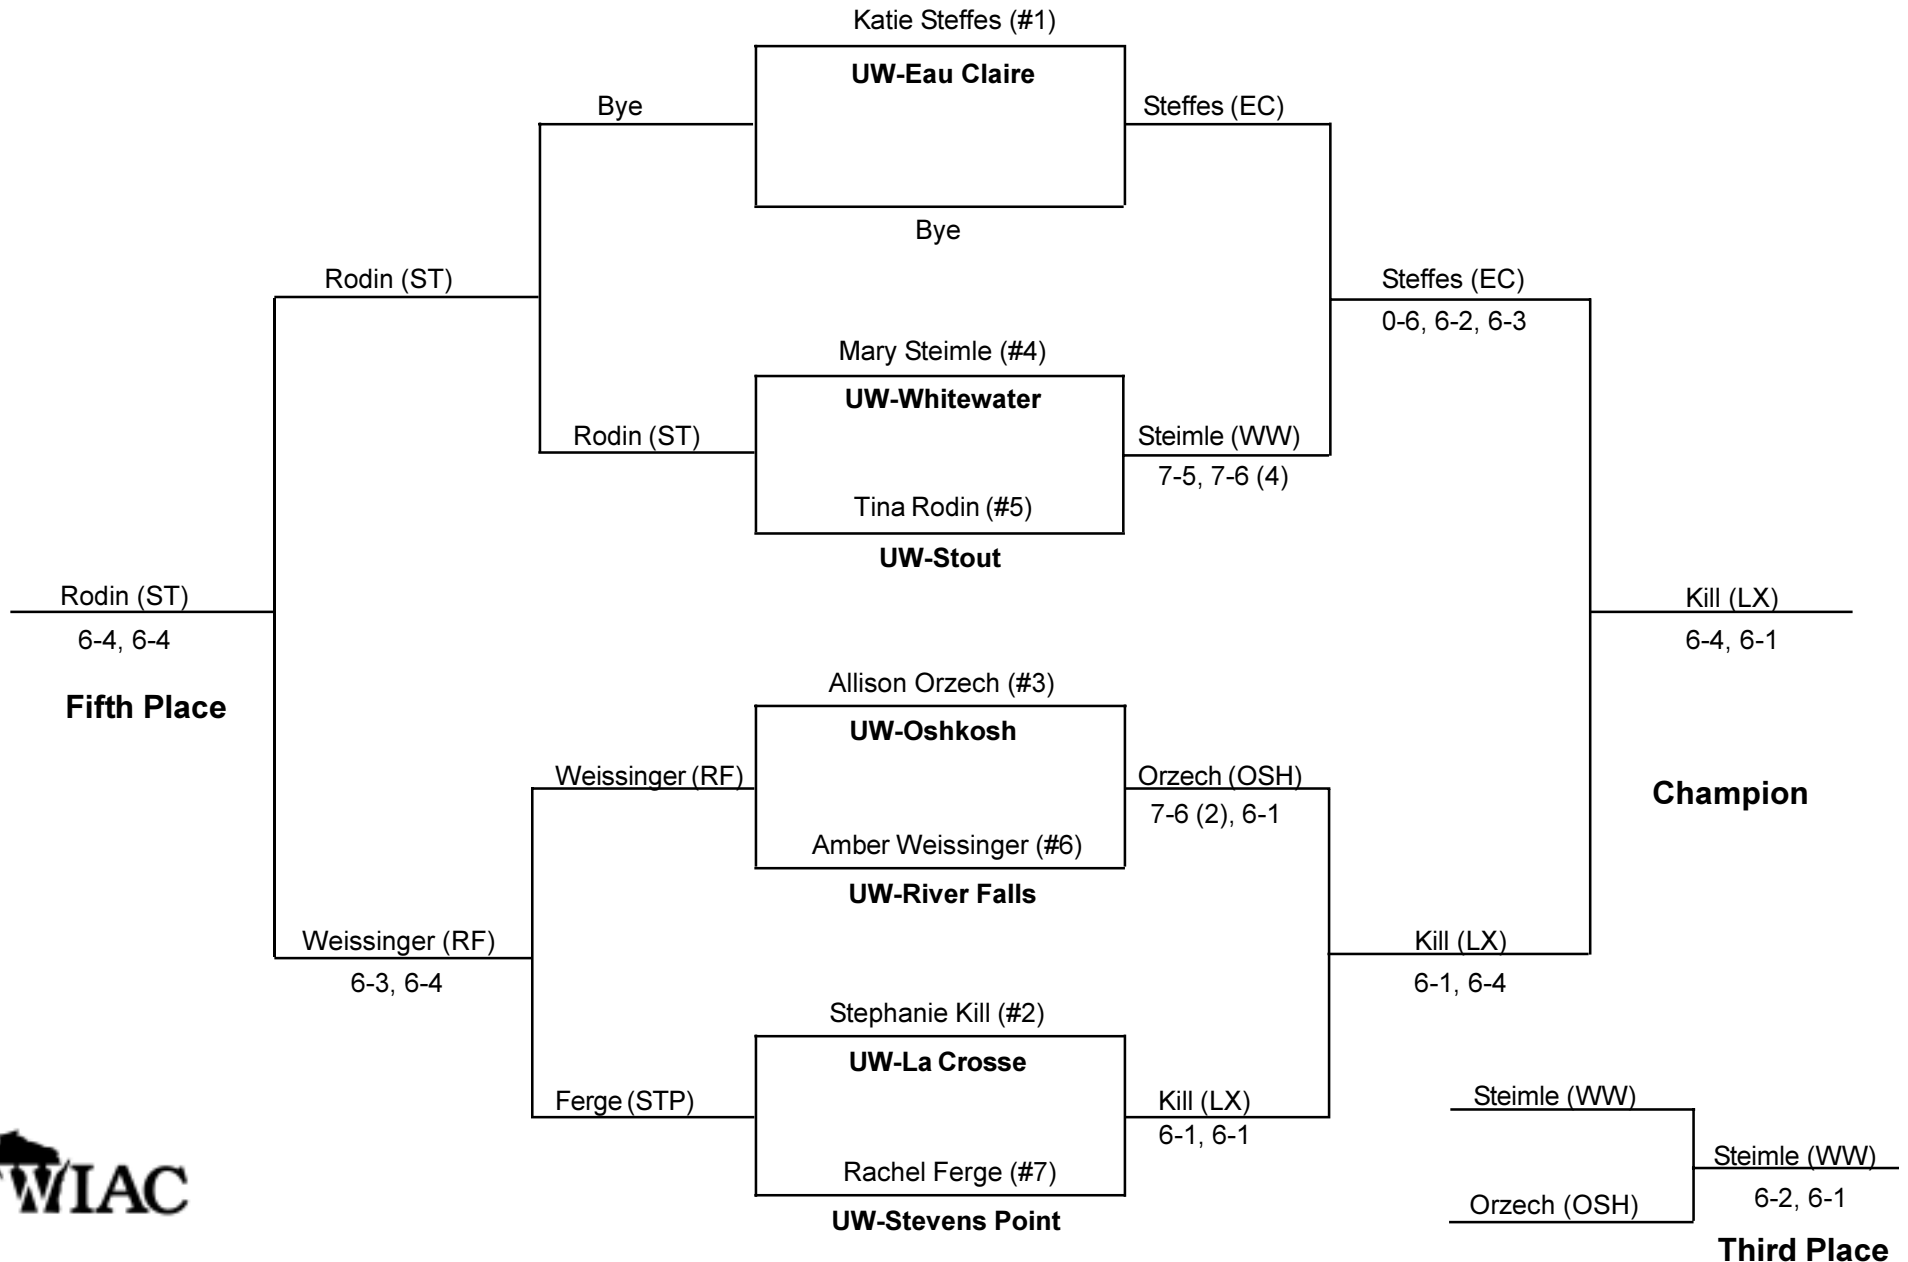 Katie Steffes (#1)
UW-Eau Claire
Bye
Steffes (EC)
Bye
Rodin (ST)
Steffes (EC)
0-6, 6-2, 6-3
Mary Steimle (#4)
UW-Whitewater
Rodin (ST)
Steimle (WW)
7-5, 7-6 (4)
Tina Rodin (#5)
UW-Stout
Rodin (ST)
6-4, 6-4
Fifth Place
Kill (LX)
6-4, 6-1
Champion
Allison Orzech (#3)
UW-Oshkosh
Weissinger (RF)
Orzech (OSH)
7-6 (2), 6-1
Amber Weissinger (#6)
UW-River Falls
Weissinger (RF)
6-3, 6-4
Kill (LX)
6-1, 6-4
Stephanie Kill (#2)
UW-La Crosse
Ferge (STP)
Kill (LX)
6-1, 6-1
Rachel Ferge (#7)
UW-Stevens Point
Steimle (WW)
Steimle (WW)
6-2, 6-1
Orzech (OSH)
Third Place
WIAC